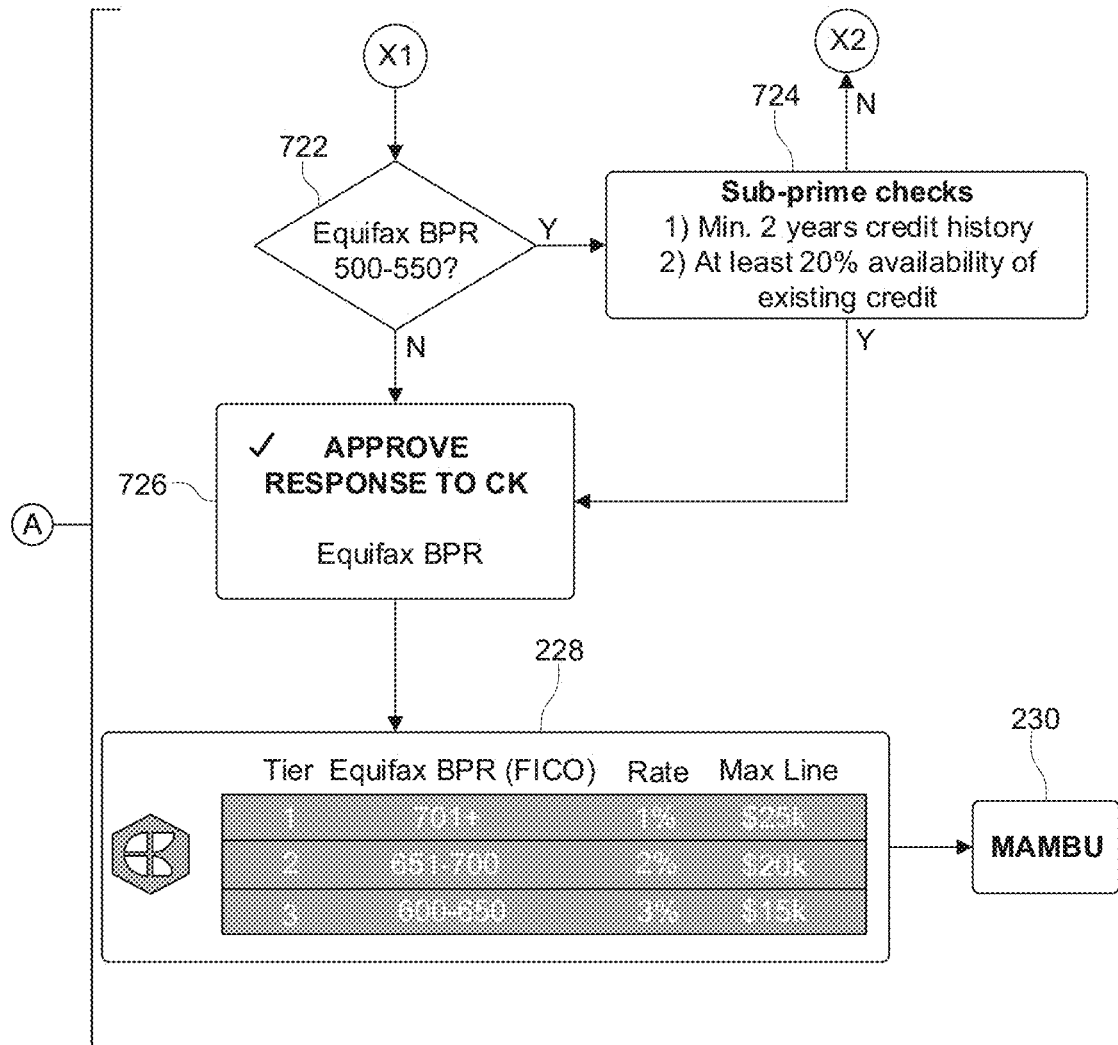 X1
X2
724
N
722
Sub-prime checks
1) Min. 2 years credit history
2) At least 20% availability of
existing credit
Equifax BPR
500-550?
Y
N
Y
✓ APPROVE
RESPONSE TO CK
Equifax BPR
726
A
228
230
Tier Equifax BPR (FICO) Rate Max Line
1 701+ 1% $25k
2 651-700 2% $20k
3 600-650 3% $15k
MAMBU